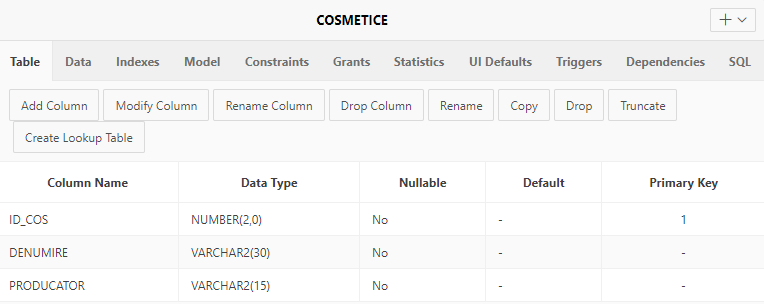 COSMETICE
Table Data Indexes Model Constraints Grants Statistics UI Defaults Triggers Dependencies SQL
Add Column Modify Column Rename Column Drop Column Rename Copy Drop Truncate
Create Lookup Table
Column Name Data Type Nullable Default Primary Key
ID_COS NUMBER(2,0) No - 1
DENUMIRE VARCHAR2(30) No - -
PRODUCATOR VARCHAR2(15) No - -